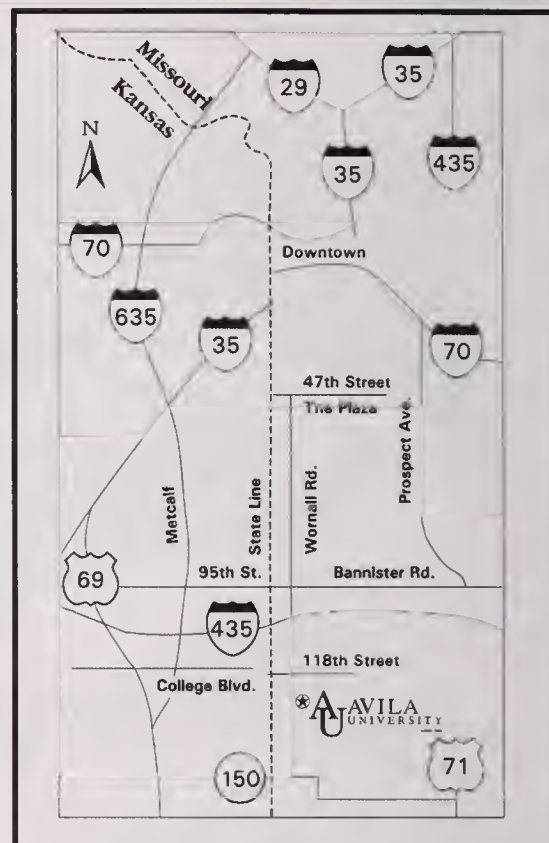 Missouri
Kansas
N
29
35
35
435
70
Downtown
635
35
70
47th Street
The Plaza
Prospect Ave.
Metcalf
State Line
Wornall Rd.
69
95th St.
Bannister Rd.
435
118th Street
College Blvd.
AU AVILA
UNIVERSITY
150
71